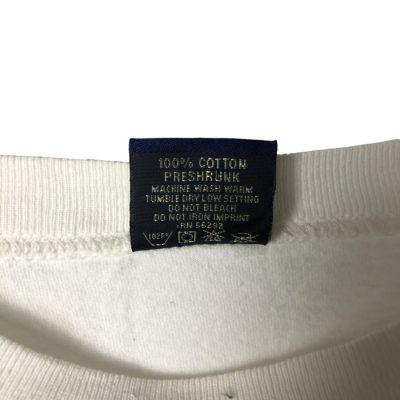 100% COTTON
PRESHRUNK
MACHINE WASH WARM
TUMBLE DRY LOW SETTING
DO NOT BLEACH
DO NOT IRON IMPRINT
RN 56292
102F°